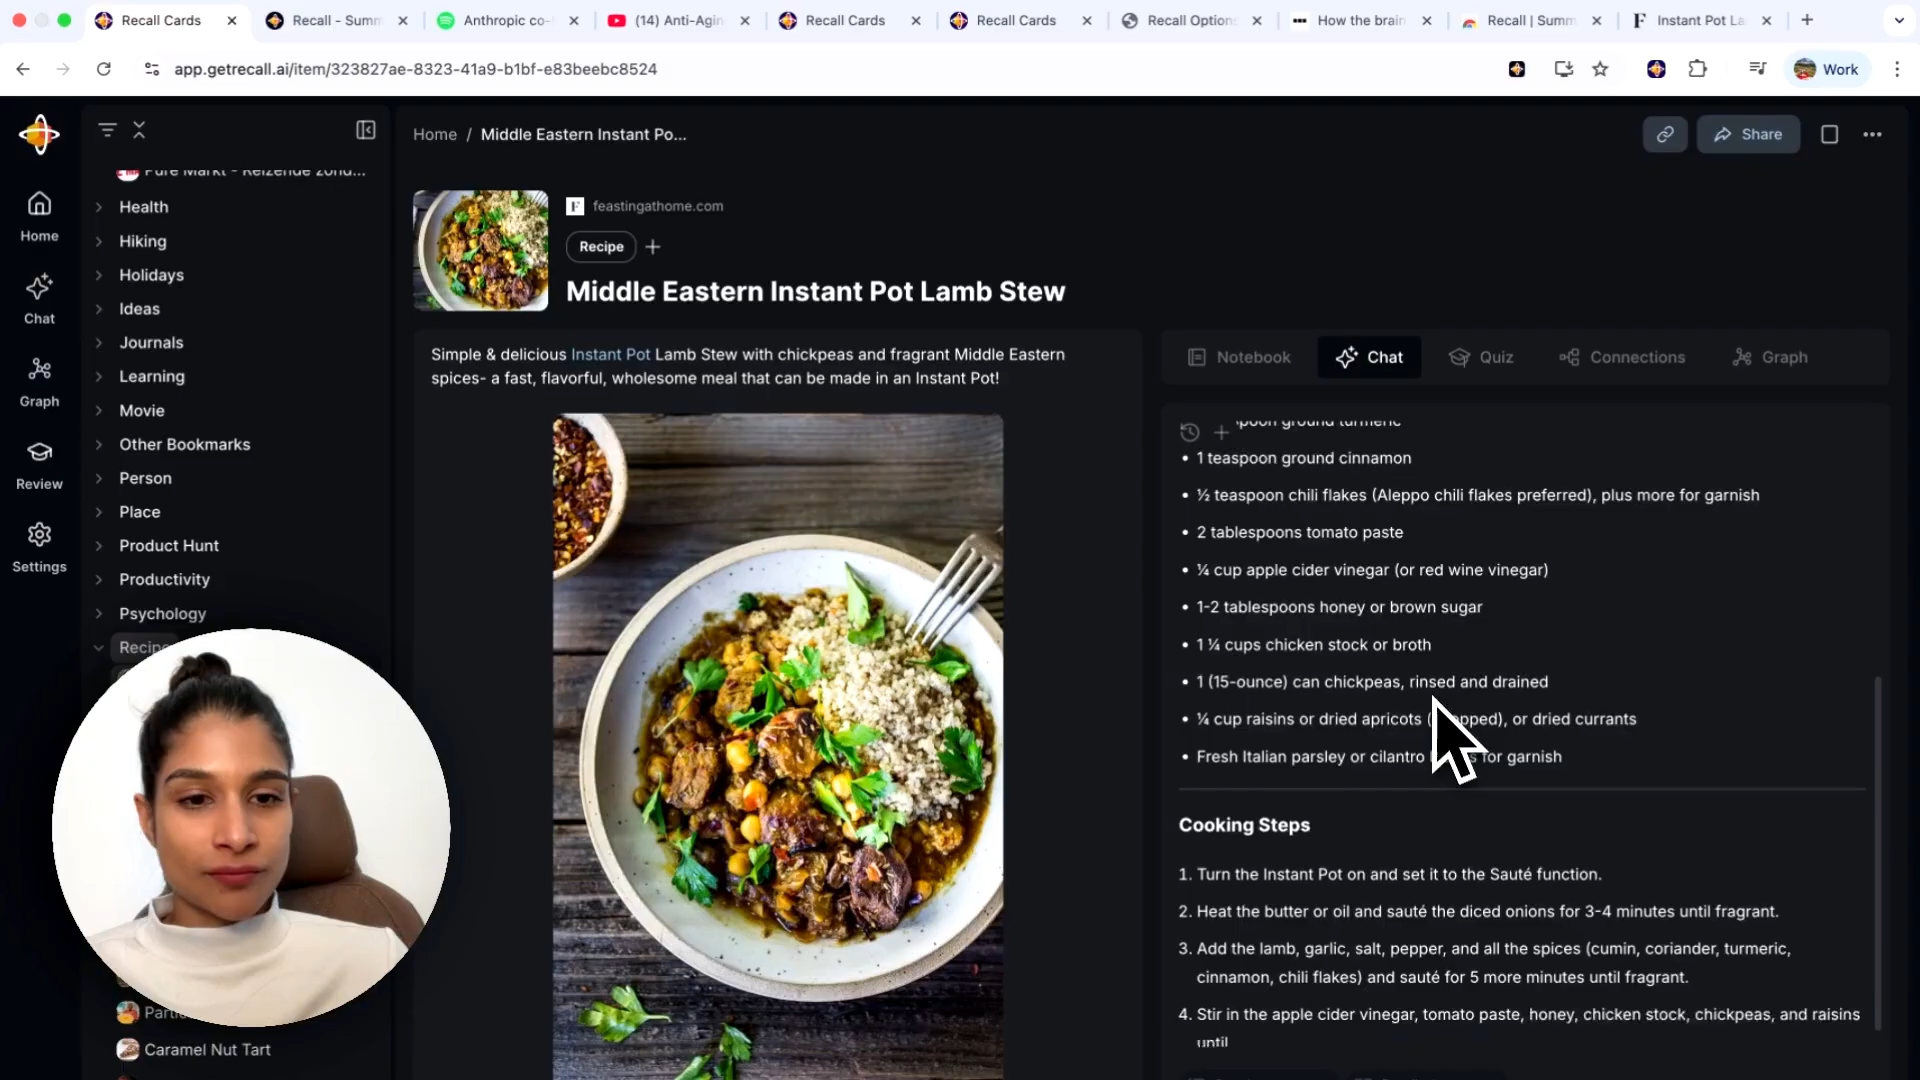 Recall Cards
Recall - Summ
Anthropic co-
(14) Anti-Agin
Recall Cards
Recall Cards
Recall Options
How the brain
Recall | Summ
Instant Pot La
app.getrecall.ai/item/323827ae-8323-41a9-b1bf-e83beebc8524
Work
Home
Chat
Graph
Review
Settings
Pure Markt - Reizende zond...
Health
Hiking
Holidays
Ideas
Journals
Learning
Movie
Other Bookmarks
Person
Place
Product Hunt
Productivity
Psychology
Caramel Nut Tart
Home / Middle Eastern Instant Po...
Share
feastingathome.com
Recipe
Middle Eastern Instant Pot Lamb Stew
Simple & delicious Instant Pot Lamb Stew with chickpeas and fragrant Middle Eastern
spices- a fast, flavorful, wholesome meal that can be made in an Instant Pot!
Notebook
Chat
Quiz
Connections
Graph
ground turmeric
• 1 teaspoon ground cinnamon
• ½ teaspoon chili flakes (Aleppo chili flakes preferred), plus more for garnish
• 2 tablespoons tomato paste
• ¼ cup apple cider vinegar (or red wine vinegar)
• 1-2 tablespoons honey or brown sugar
• 1 ¼ cups chicken stock or broth
• 1 (15-ounce) can chickpeas, rinsed and drained
• ¼ cup raisins or dried apricots or dried currants
• Fresh Italian parsley or cilantro for garnish
Cooking Steps
1. Turn the Instant Pot on and set it to the Sauté function.
2. Heat the butter or oil and sauté the diced onions for 3-4 minutes until fragrant.
3. Add the lamb, garlic, salt, pepper, and all the spices (cumin, coriander, turmeric,
cinnamon, chili flakes) and sauté for 5 more minutes until fragrant.
4. Stir in the apple cider vinegar, tomato paste, honey, chicken stock, chickpeas, and raisins
until